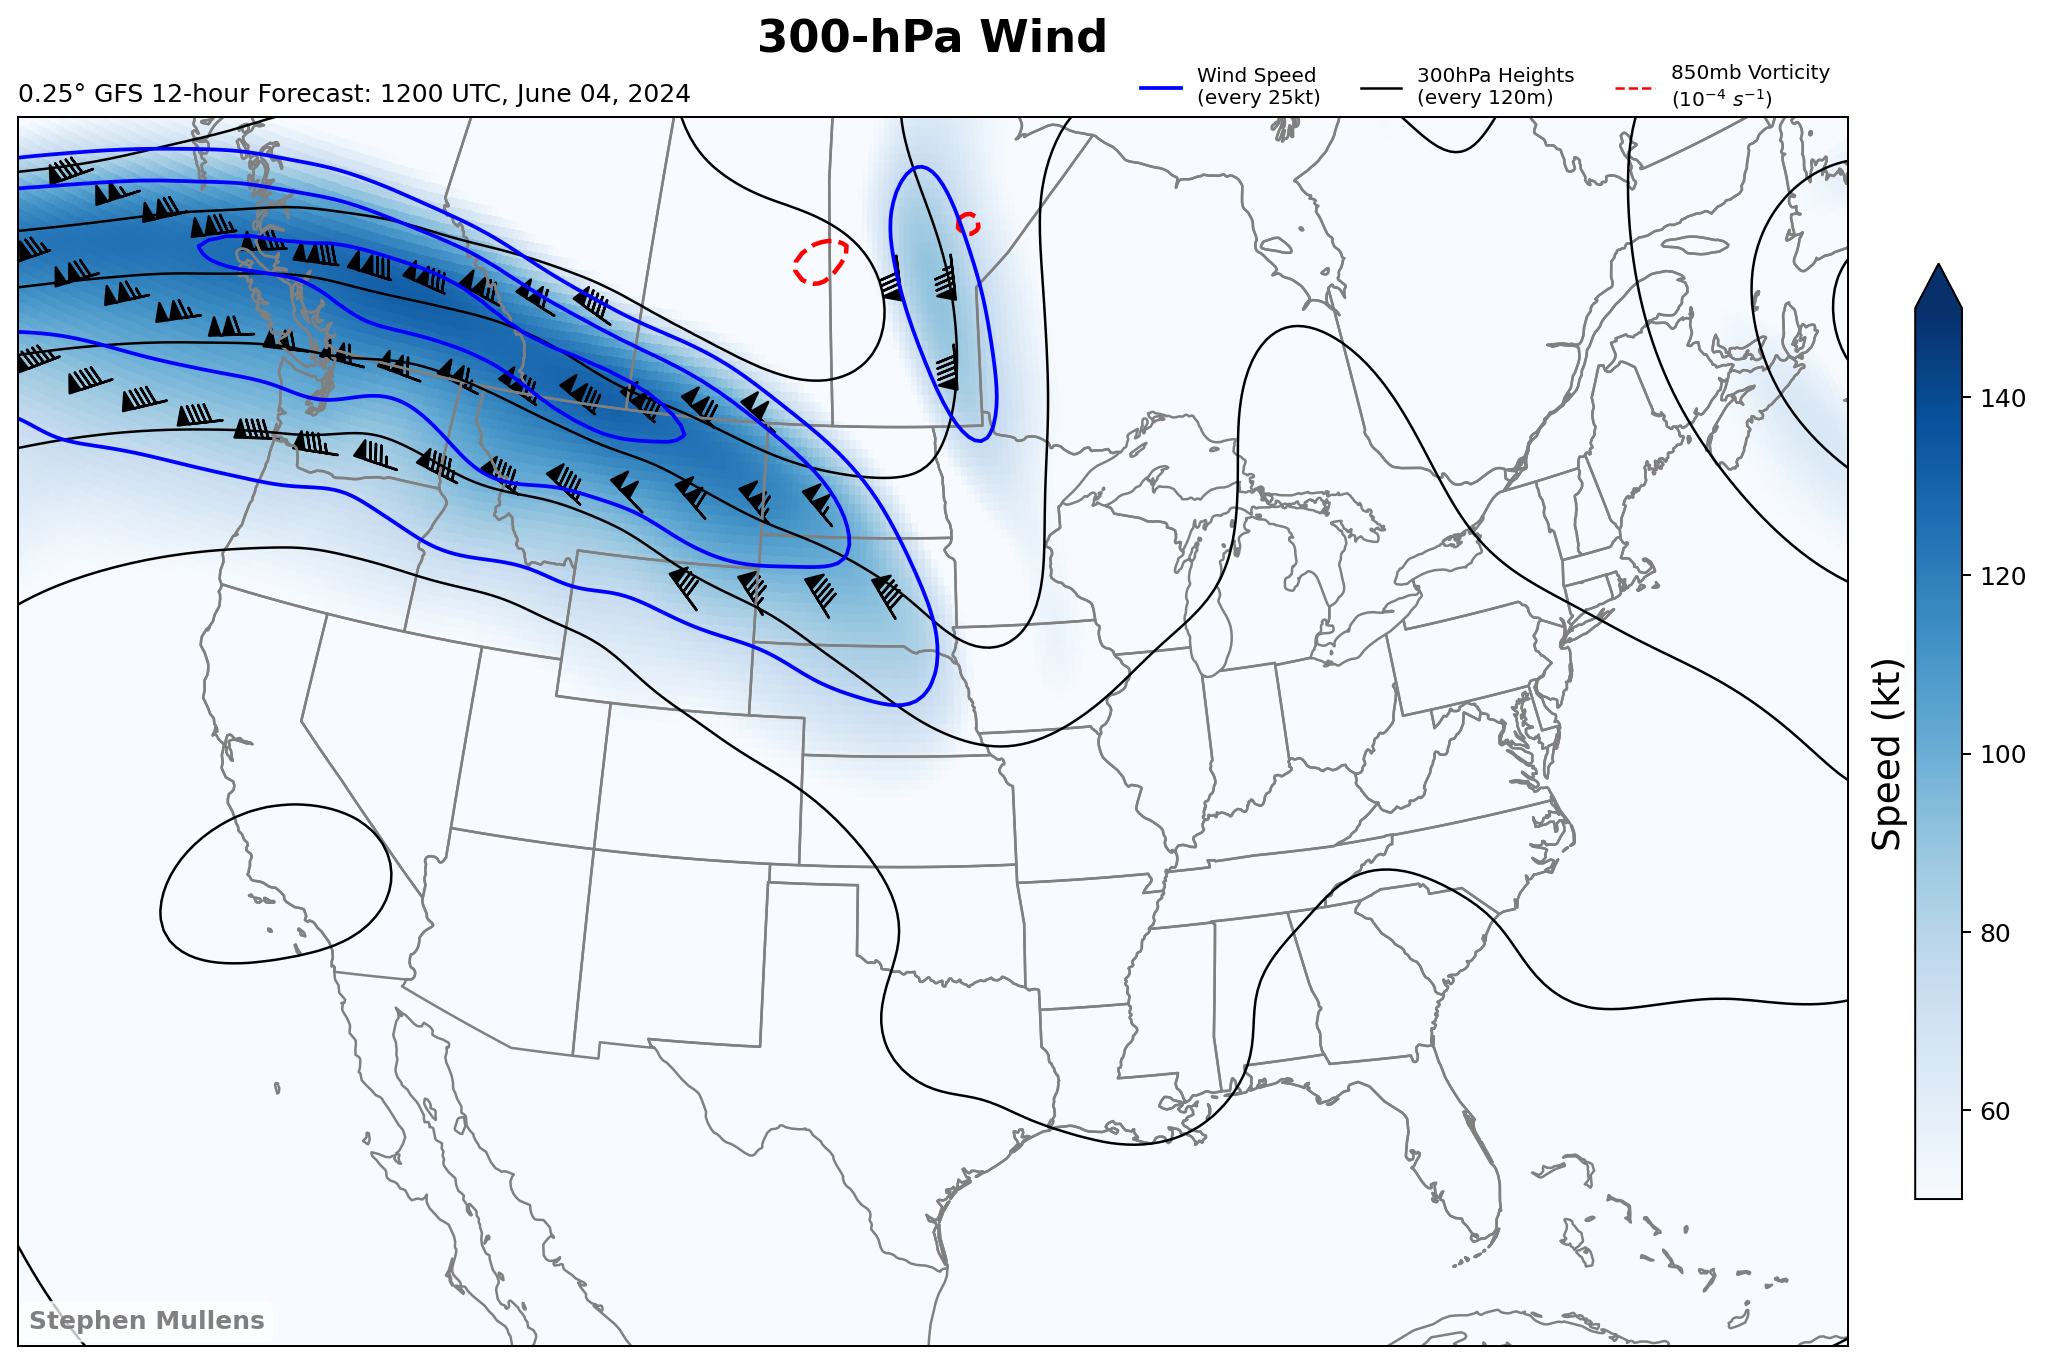 300-hPa Wind
0.25° GFS 12-hour Forecast: 1200 UTC, June 04, 2024
Wind Speed
(every 25kt)
300hPa Heights
(every 120m)
850mb Vorticity
(10⁻⁴ s⁻¹)
140
120
100
80
60
Speed (kt)
Stephen Mullens